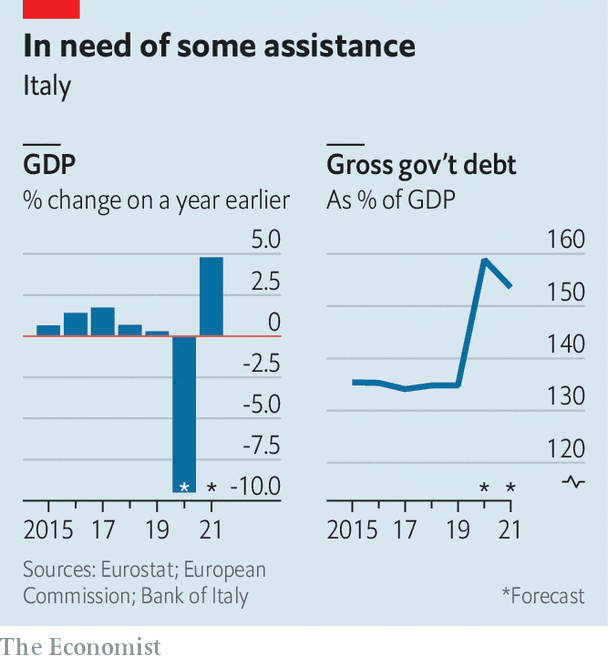 In need of some assistance
Italy
GDP
% change on a year earlier
5.0
2.5
0
-2.5
-5.0
-7.5
* * -10.0
2015 17 19 21
Gross gov't debt
As % of GDP
160
150
140
130
120
* *
2015 17 19 21
Sources: Eurostat; European
Commission; Bank of Italy
*Forecast
The Economist